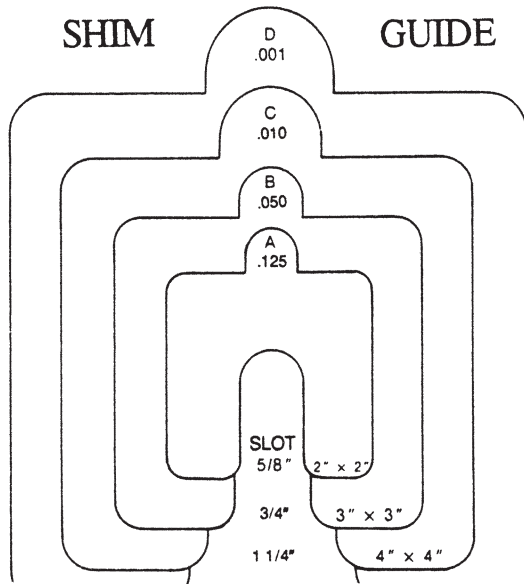 SHIM GUIDE
D
.001
C
.010
B
.050
A
.125
SLOT
5/8" 2" × 2"
3/4" 3" × 3"
1 1/4" 4" × 4"